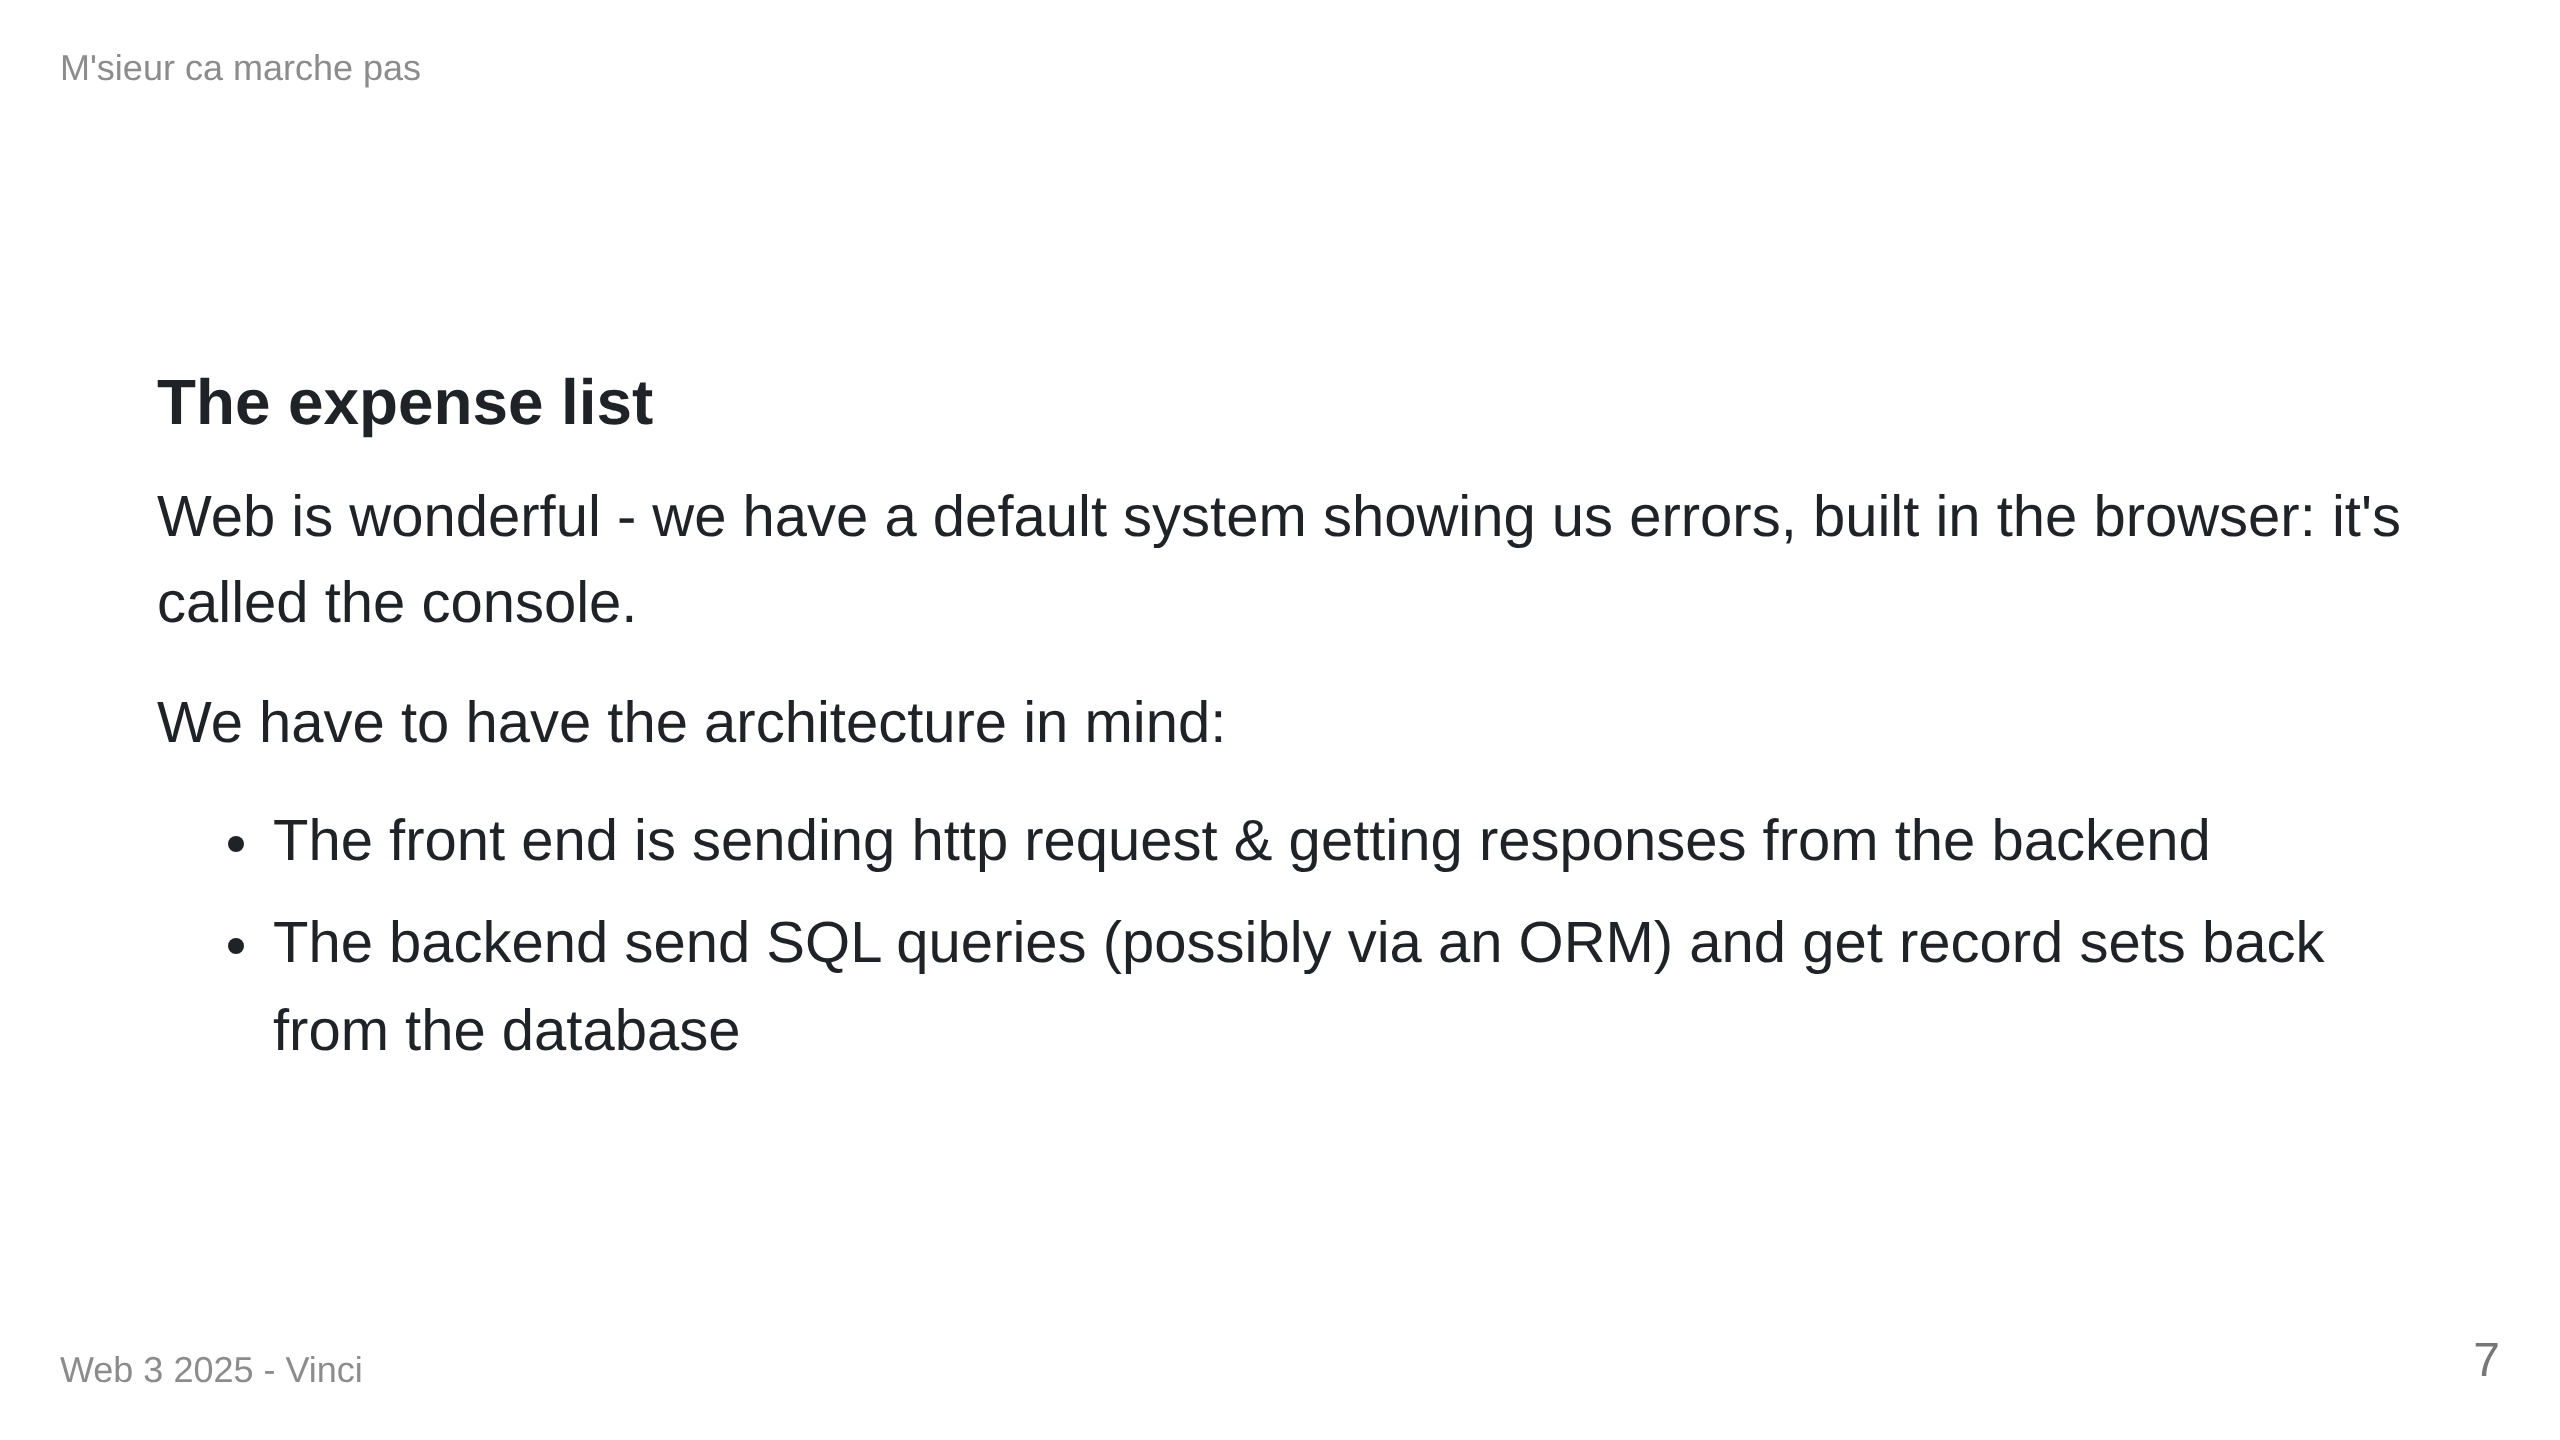 M'sieur ca marche pas
The expense list
Web is wonderful - we have a default system showing us errors, built in the browser: it's
called the console.
We have to have the architecture in mind:
• The front end is sending http request & getting responses from the backend
• The backend send SQL queries (possibly via an ORM) and get record sets back
from the database
Web 3 2025 - Vinci
7